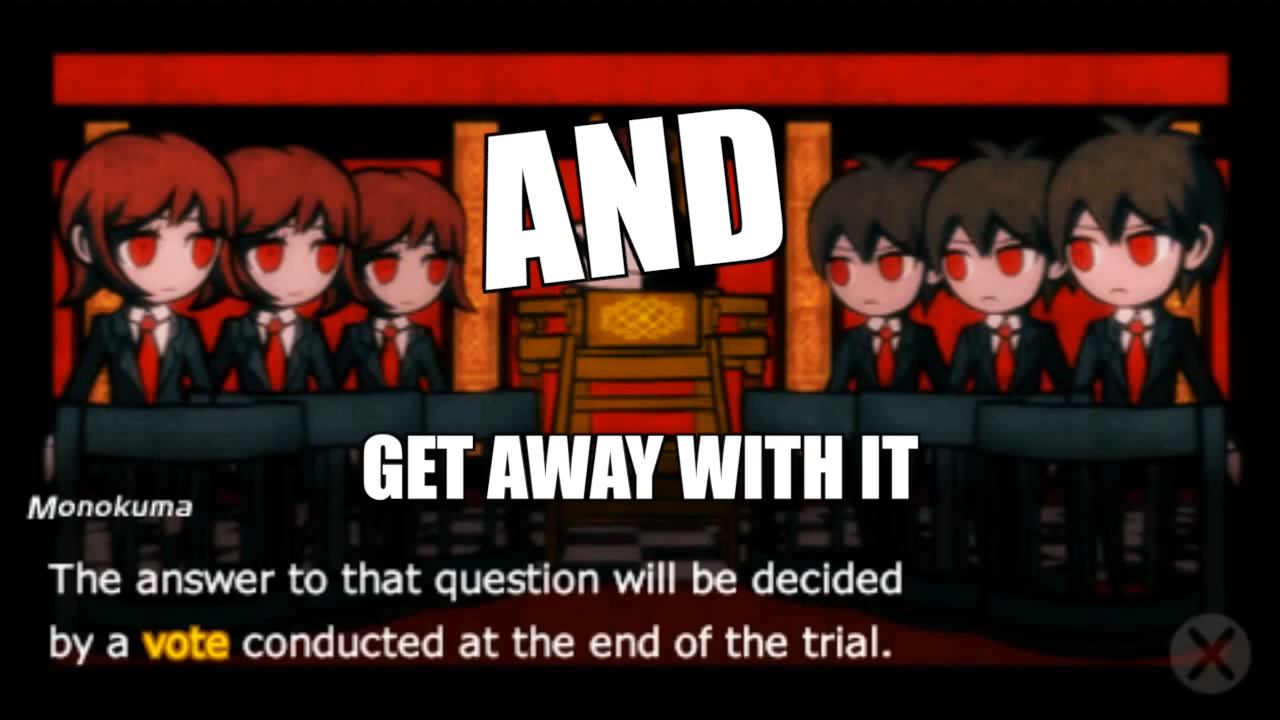 AND
GET AWAY WITH IT
Monokuma
The answer to that question will be decided
by a vote conducted at the end of the trial.